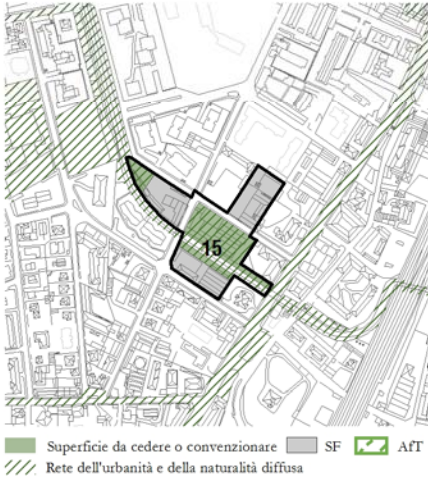 15
Superficie da cedere o convenzionare SF AfT
Rete dell'urbanità e della naturalità diffusa